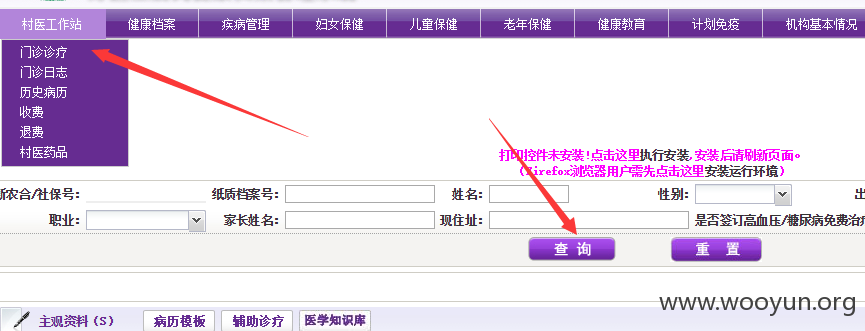 村医工作站 健康档案 疾病管理 妇女保健 儿童保健 老年保健 健康教育 计划免疫 机构基本情况
门诊诊疗
门诊日志
历史病历
收费
退费
村医药品
打印控件未安装!点击这里执行安装,安装后请刷新页面。
(Firefox浏览器用户需先点击这里安装运行环境)
农合/社保号: 纸质档案号: 姓名: 性别:
职业: 家长姓名: 现住址: 是否签订高血压/糖尿病免费治
查 询 重 置
主观资料(S) 病历模板 辅助诊疗 医学知识库
www.wooyun.org